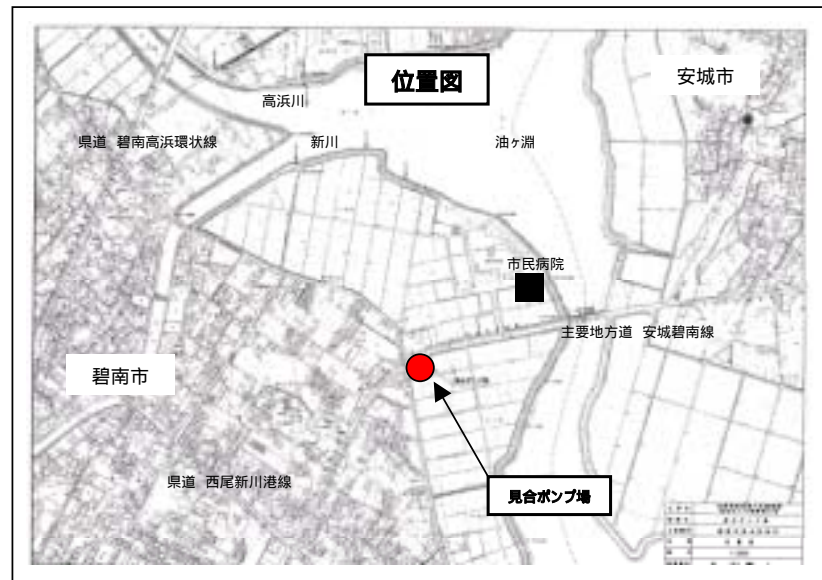 位置図
安城市
高浜川
県道 碧南高浜環状線
新川
油ヶ淵
市民病院
主要地方道 安城碧南線
碧南市
県道 西尾新川港線
見合ポンプ場